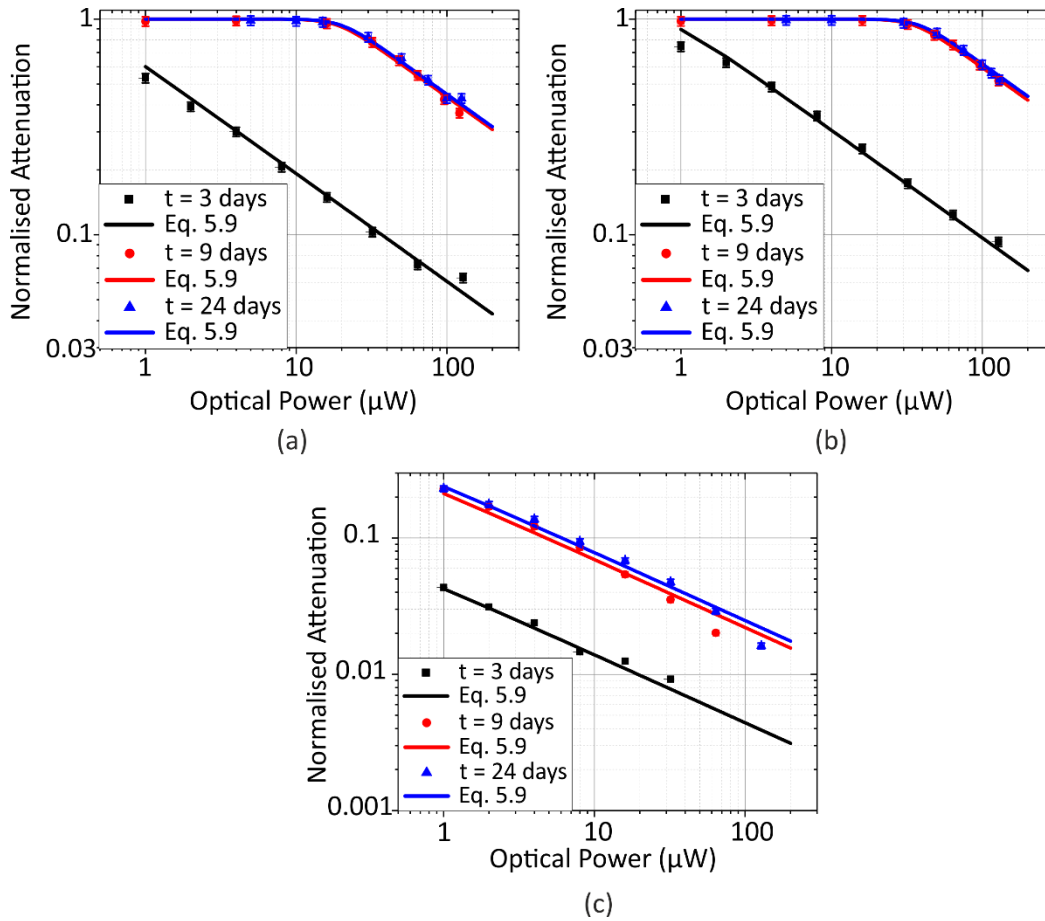 1
0.1
0.03
Normalised Attenuation
t = 3 days
Eq. 5.9
t = 9 days
Eq. 5.9
t = 24 days
Eq. 5.9
1 10 100
Optical Power (µW)
(a)
1
0.1
0.03
Normalised Attenuation
t = 3 days
Eq. 5.9
t = 9 days
Eq. 5.9
t = 24 days
Eq. 5.9
1 10 100
Optical Power (µW)
(b)
0.1
0.01
0.001
Normalised Attenuation
t = 3 days
Eq. 5.9
t = 9 days
Eq. 5.9
t = 24 days
Eq. 5.9
1 10 100
Optical Power (µW)
(c)